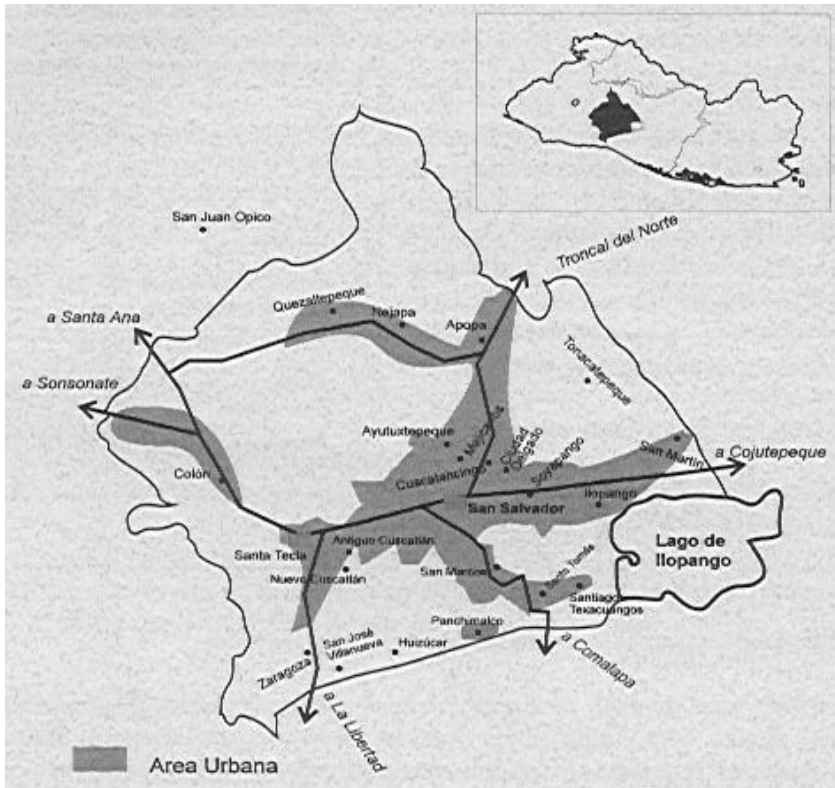 Troncal del Norte
San Juan Opico
Quezaltepeque
Nejapa
a Santa Ana
Apopa
Tonacatepeque
a Sonsonate
Ayutuxtepeque
Mejicanos
Cuscatancingo
Ciudad
Delgado
Soyapango
San Martín
a Cojutepeque
Colón
San Salvador
Ilopango
Lago de
Ilopango
Santa Tecla
Antiguo Cuscatlán
Nuevo Cuscatlán
San Marcos
Santo Tomás
Santiago
Texacuangos
Panchimalco
San José
Villanueva
Huizúcar
Zaragoza
a Comalapa
a La Libertad
Area Urbana